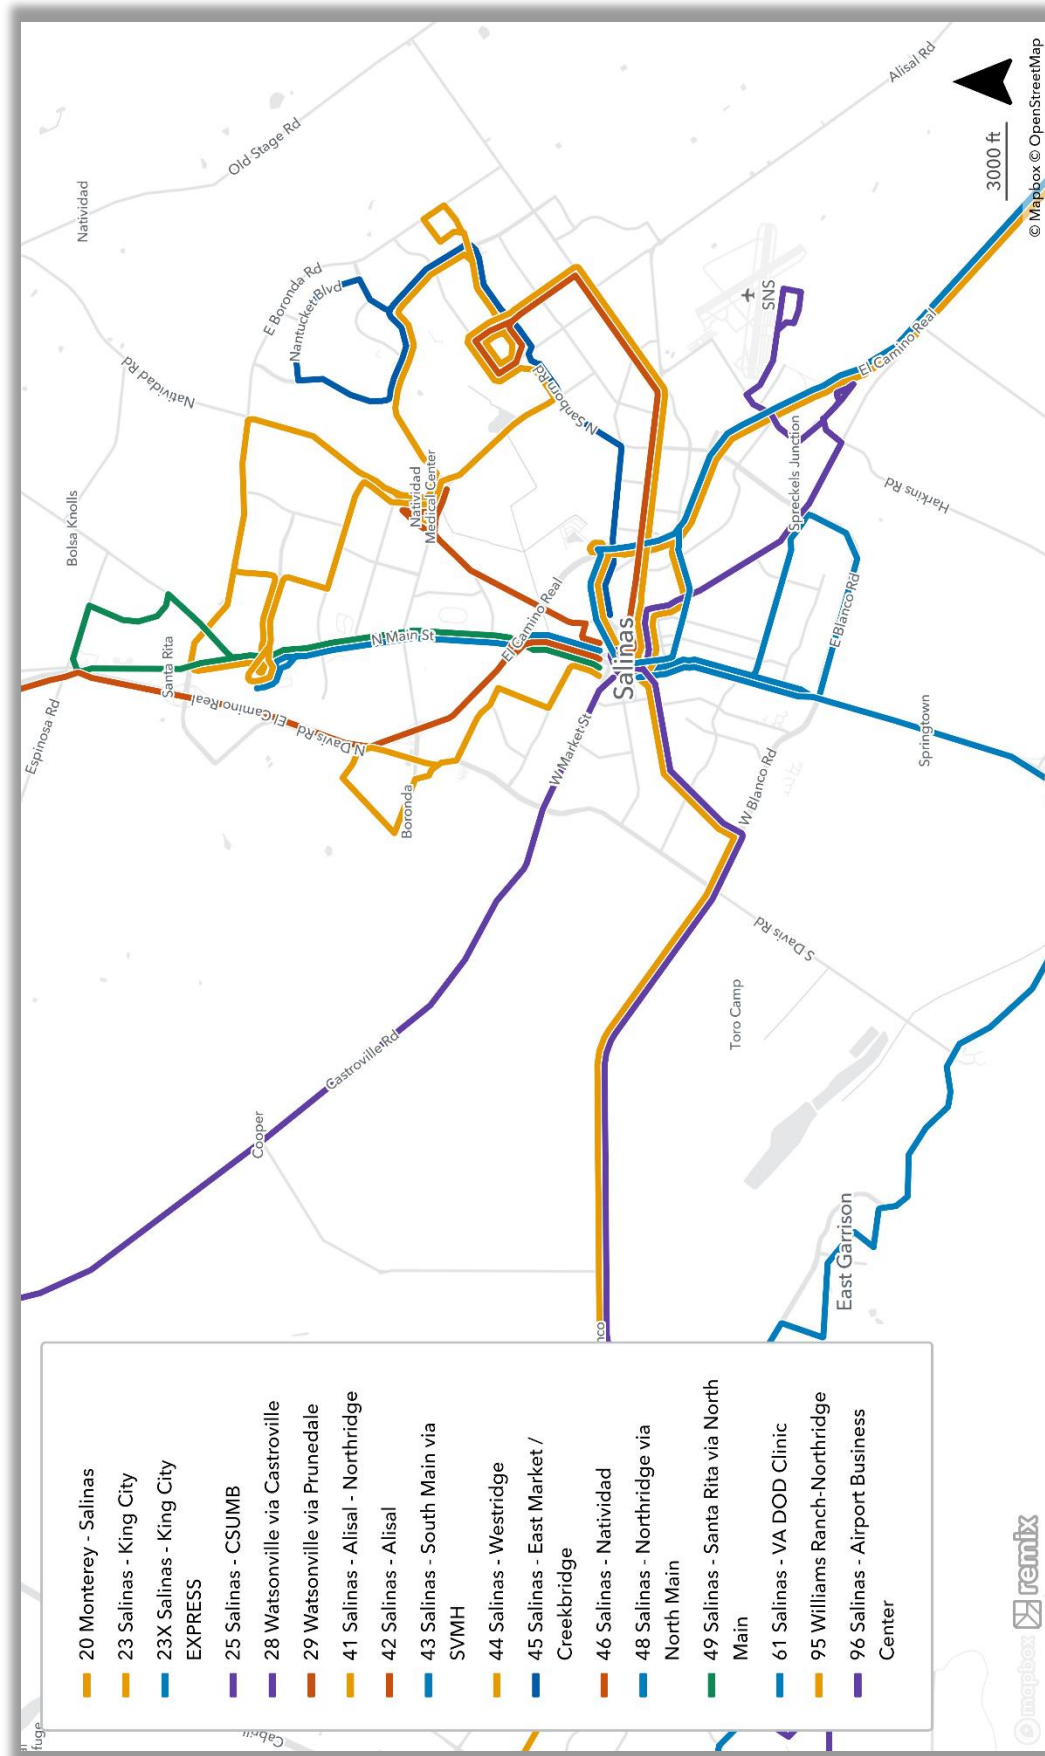 20 Monterey - Salinas
23 Salinas - King City
23X Salinas - King City
EXPRESS
25 Salinas - CSUMB
28 Watsonville via Castroville
29 Watsonville via Prunedale
41 Salinas - Alisal - Northridge
42 Salinas - Alisal
43 Salinas - South Main via
SVMH
44 Salinas - Westridge
45 Salinas - East Market /
Creekbridge
46 Salinas - Natividad
48 Salinas - Northridge via
North Main
49 Salinas - Santa Rita via North
Main
61 Salinas - VA DOD Clinic
95 Williams Ranch-Northridge
96 Salinas - Airport Business
Center
Espinosa Rd
Santa Rita
Bolsa Knolls
Natividad
Natividad Rd
Old Stage Rd
E Boronda Rd
Nantucket Blvd
El Camino Real
N Davis Rd
Boronda
N Main St
Natividad
Medical Center
El Camino Real
N Sanborn Rd
Cooper
Castroville Rd
W Market St
Salinas
Alisal Rd
SNS
El Camino Real
Spreckels Junction
Harkins Rd
E Blanco Rd
W Blanco Rd
S Davis Rd
Toro Camp
Springtown
East Garrison
nco
fuge
Cabrill
3000 ft
© Mapbox © OpenStreetMap
mapbox
remix